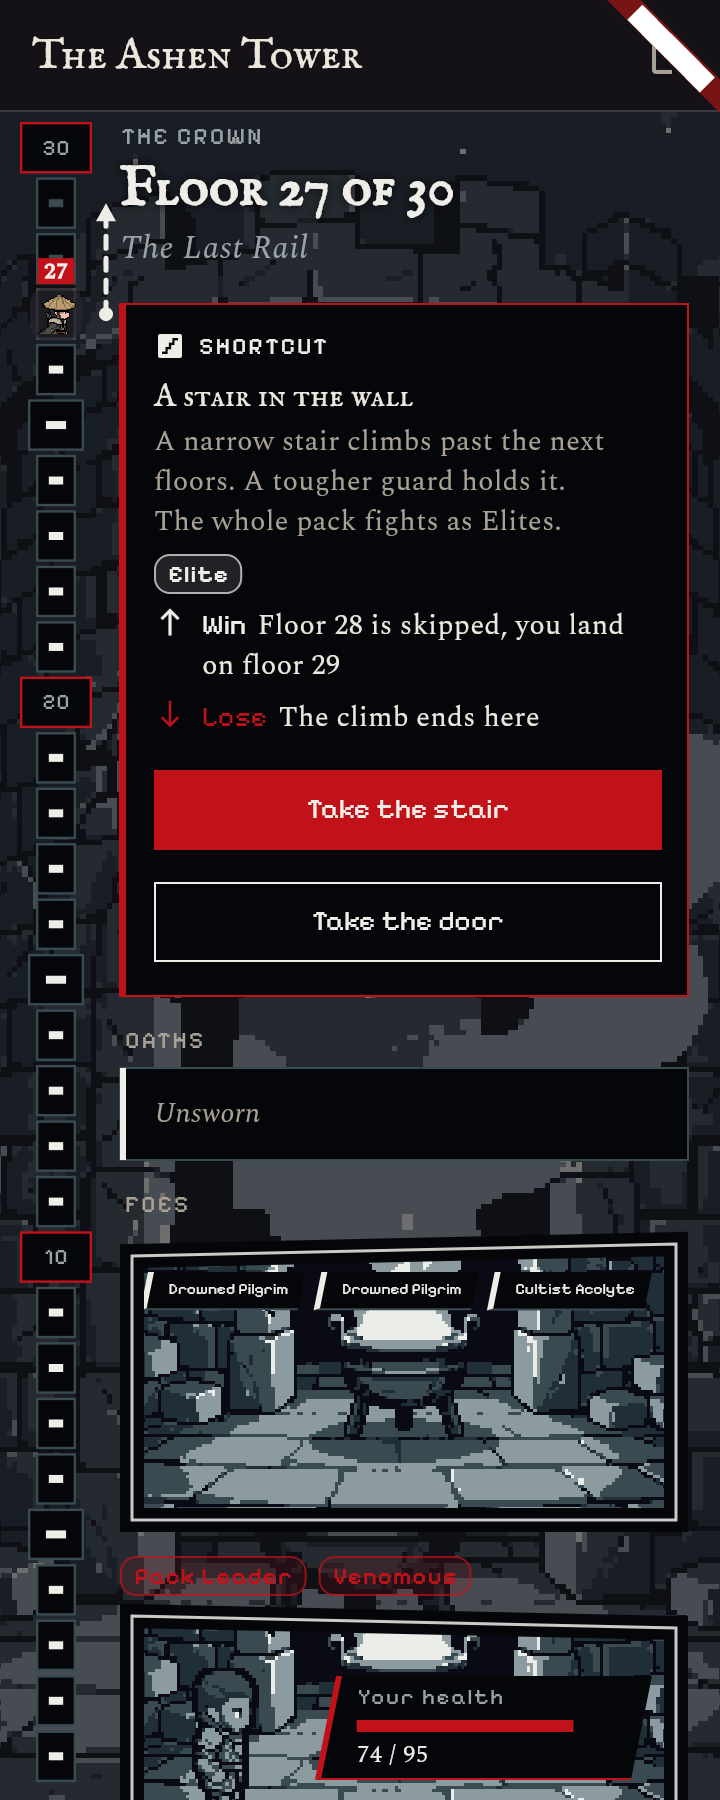 The Ashen Tower
30
THE CROWN
Floor 27 of 30
The Last Rail
27
SHORTCUT
A stair in the wall
A narrow stair climbs past the next
floors. A tougher guard holds it.
The whole pack fights as Elites.
Elite
Win Floor 28 is skipped, you land
on floor 29
Lose The climb ends here
20
Take the stair
Take the door
OATHS
Unsworn
FOES
10
Drowned Pilgrim
Drowned Pilgrim
Cultist Acolyte
Pack Leader
Venomous
Your health
74 / 95